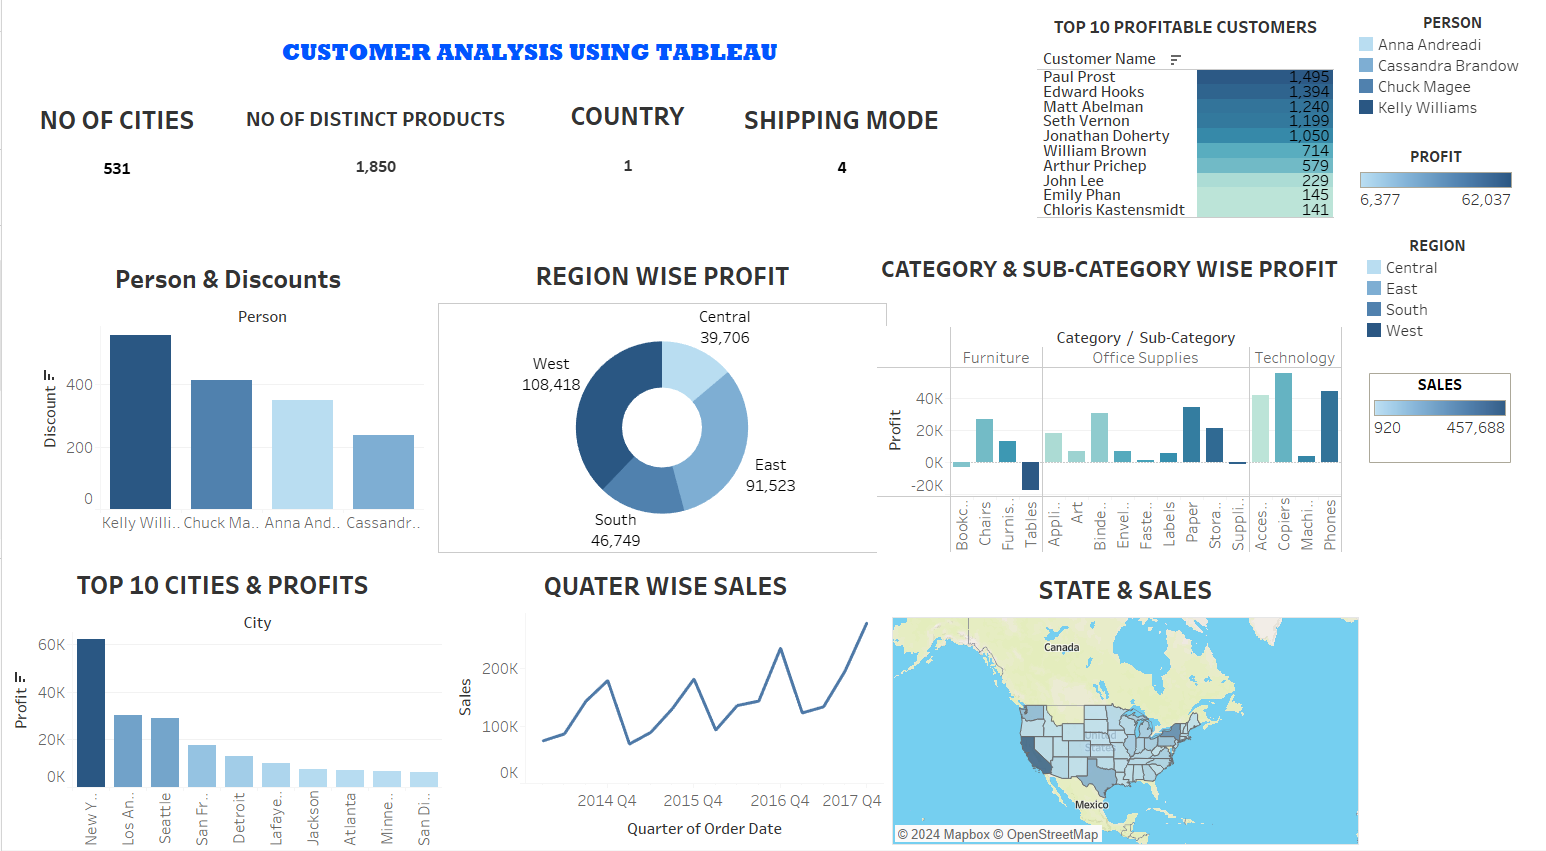 CUSTOMER ANALYSIS USING TABLEAU
NO OF CITIES
531
NO OF DISTINCT PRODUCTS
1,850
COUNTRY
1
SHIPPING MODE
4
TOP 10 PROFITABLE CUSTOMERS
Customer Name
Paul Prost 1,495
Edward Hooks 1,394
Matt Abelman 1,240
Seth Vernon 1,199
Jonathan Doherty 1,050
William Brown 714
Arthur Prichep 579
John Lee 229
Emily Phan 145
Chloris Kastensmidt 141
PERSON
Anna Andreadi
Cassandra Brandow
Chuck Magee
Kelly Williams
PROFIT
6,377 62,037
REGION
Central
East
South
West
SALES
920 457,688
Person & Discounts
Person
Discount
400
200
0
Kelly Willi.. Chuck Ma.. Anna And.. Cassandr..
REGION WISE PROFIT
Central
39,706
West
108,418
East
91,523
South
46,749
CATEGORY & SUB-CATEGORY WISE PROFIT
Category / Sub-Category
Furniture Office Supplies Technology
Profit
40K
20K
0K
-20K
Bookc..
Chairs
Furnis..
Tables
Appli..
Art
Binde..
Envel..
Faste..
Labels
Paper
Stora..
Suppli..
Acces..
Copiers
Machi..
Phones
TOP 10 CITIES & PROFITS
City
Profit
60K
40K
20K
0K
New Y..
Los An..
Seattle
San Fr..
Detroit
Lafaye..
Jackson
Atlanta
Minne..
San Di..
QUATER WISE SALES
Sales
200K
100K
0K
2014 Q4 2015 Q4 2016 Q4 2017 Q4
Quarter of Order Date
STATE & SALES
Canada
United
States
Mexico
© 2024 Mapbox © OpenStreetMap